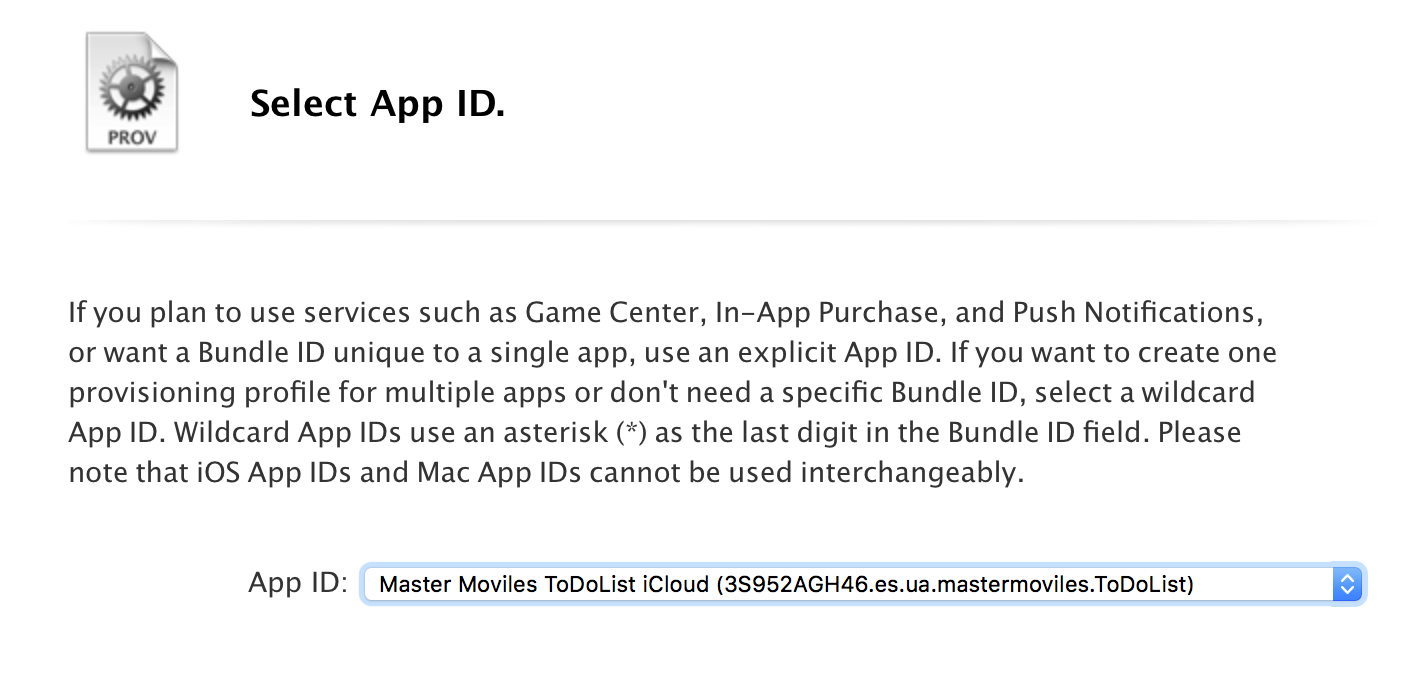 PROV
Select App ID.
If you plan to use services such as Game Center, In-App Purchase, and Push Notifications,
or want a Bundle ID unique to a single app, use an explicit App ID. If you want to create one
provisioning profile for multiple apps or don't need a specific Bundle ID, select a wildcard
App ID. Wildcard App IDs use an asterisk (*) as the last digit in the Bundle ID field. Please
note that iOS App IDs and Mac App IDs cannot be used interchangeably.
App ID: Master Moviles ToDoList iCloud (3S952AGH46.es.ua.mastermoviles.ToDoList)